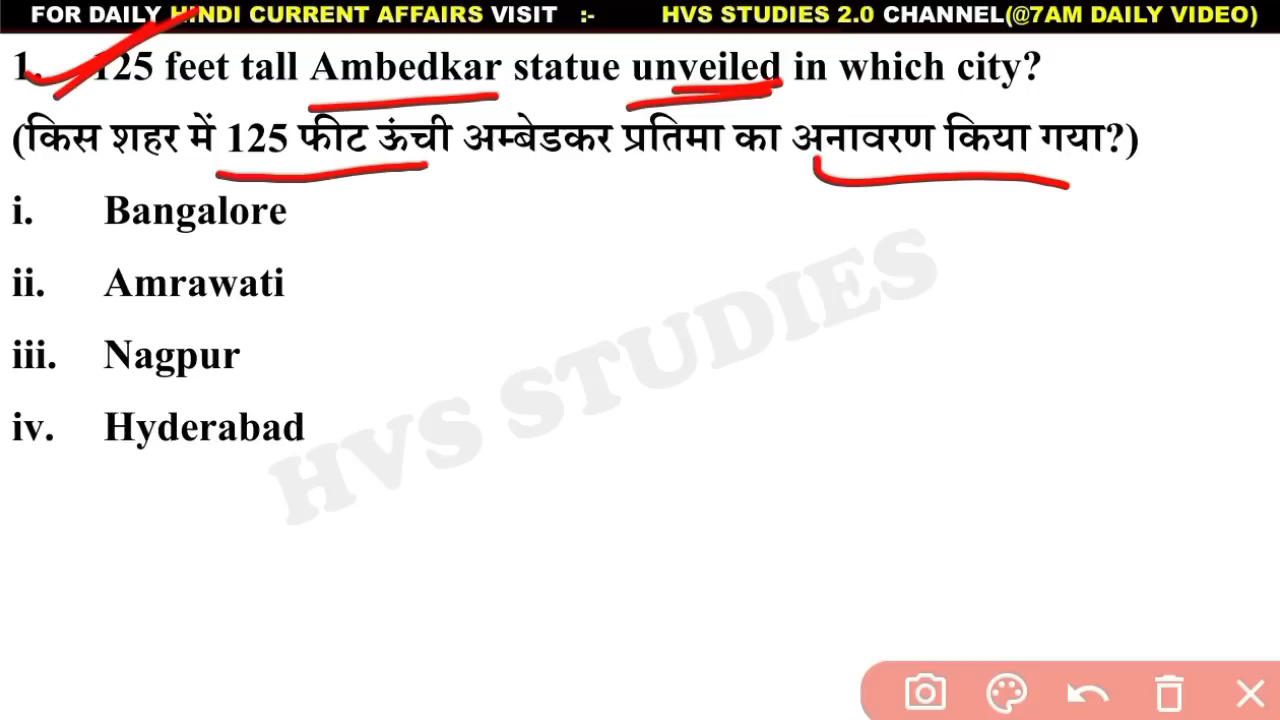 FOR DAILY HINDI CURRENT AFFAIRS VISIT :- HVS STUDIES 2.0 CHANNEL(@7AM DAILY VIDEO)
1. 125 feet tall Ambedkar statue unveiled in which city?
(किस शहर में 125 फीट ऊंची अम्बेडकर प्रतिमा का अनावरण किया गया?)
i. Bangalore
ii. Amrawati
iii. Nagpur
iv. Hyderabad
HVS STUDIES